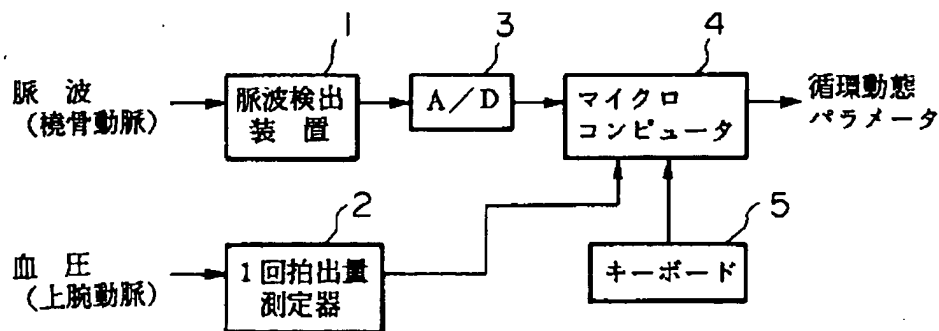 1
3
4
脈 波
（橈骨動脈）
脈波検出
装 置
A／D
マイクロ
コンピュータ
循環動態
パラメータ
2
5
血 圧
（上腕動脈）
1回拍出量
測定器
キーボード